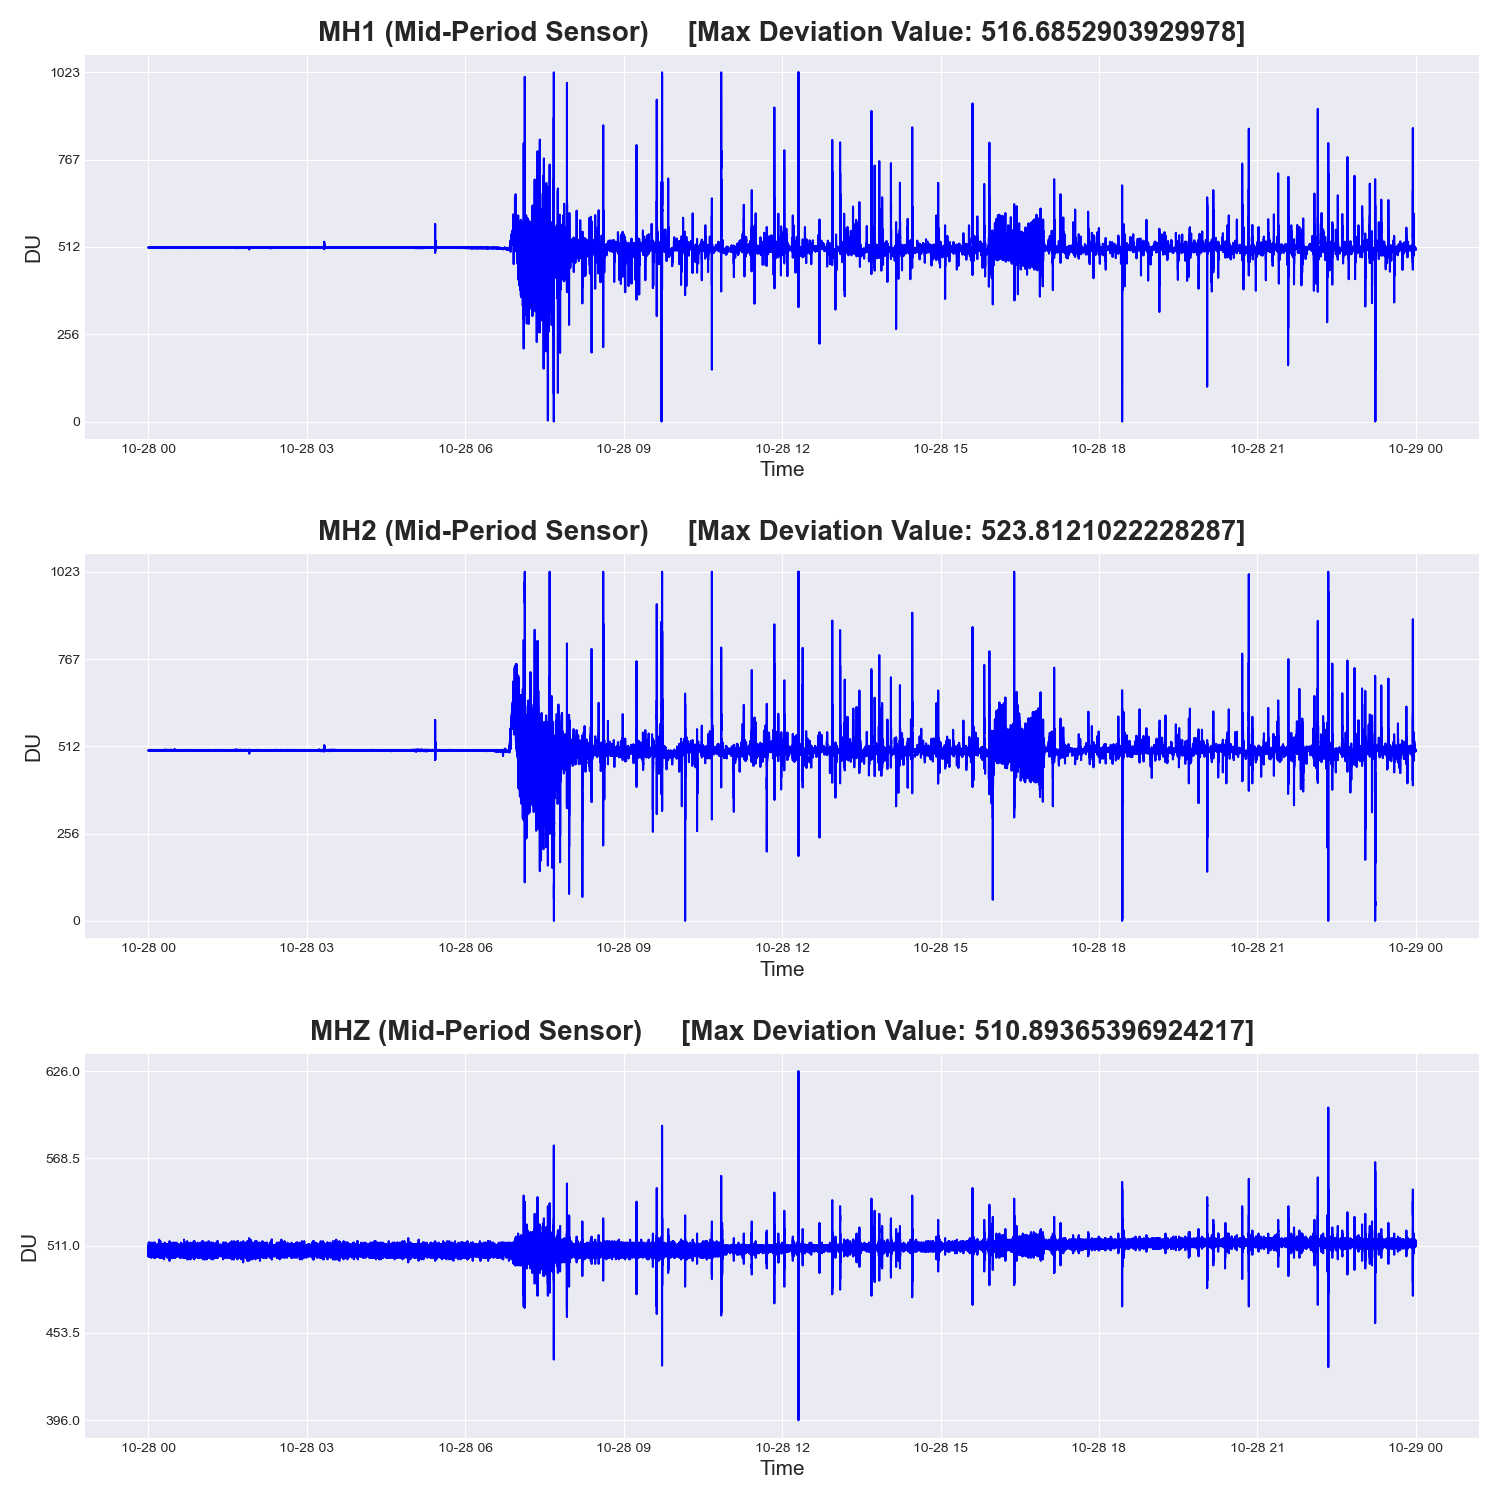 MH1 (Mid-Period Sensor) [Max Deviation Value: 516.6852903929978]
1023
767
512
256
0
DU
10-28 00 10-28 03 10-28 06 10-28 09 10-28 12 10-28 15 10-28 18 10-28 21 10-29 00
Time
MH2 (Mid-Period Sensor) [Max Deviation Value: 523.8121022228287]
1023
767
512
256
0
DU
10-28 00 10-28 03 10-28 06 10-28 09 10-28 12 10-28 15 10-28 18 10-28 21 10-29 00
Time
MHZ (Mid-Period Sensor) [Max Deviation Value: 510.89365396924217]
626.0
568.5
511.0
453.5
396.0
DU
10-28 00 10-28 03 10-28 06 10-28 09 10-28 12 10-28 15 10-28 18 10-28 21 10-29 00
Time